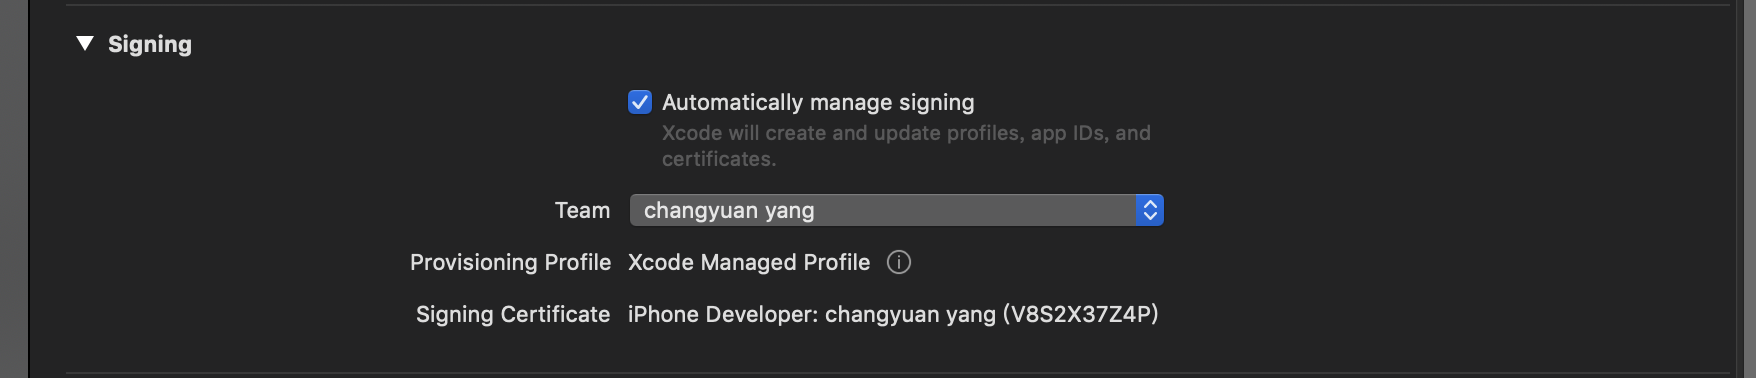 Signing
Automatically manage signing
Xcode will create and update profiles, app IDs, and
certificates.
Team changyuan yang
Provisioning Profile Xcode Managed Profile
Signing Certificate iPhone Developer: changyuan yang (V8S2X37Z4P)